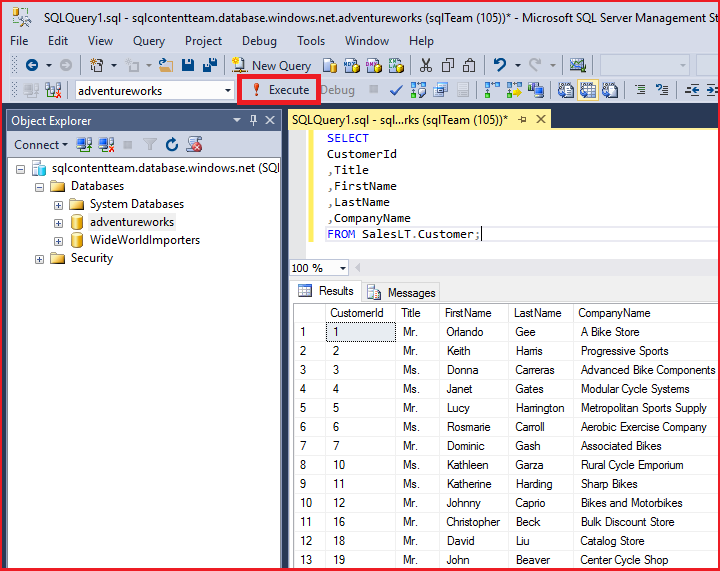 SQLQuery1.sql - sqlcontentteam.database.windows.net.adventureworks (sqlTeam (105))* - Microsoft SQL Server Management St
File Edit View Query Project Debug Tools Window Help
New Query
adventureworks Execute Debug
Object Explorer
Connect
sqlcontentteam.database.windows.net (SQL
Databases
System Databases
adventureworks
WideWorldImporters
Security
SQLQuery1.sql - sql...rks (sqlTeam (105))*
SELECT
CustomerId
,Title
,FirstName
,LastName
,CompanyName
FROM SalesLT.Customer;
100 %
Results Messages
CustomerId Title FirstName LastName CompanyName
1 1 Mr. Orlando Gee A Bike Store
2 2 Mr. Keith Harris Progressive Sports
3 3 Ms. Donna Carreras Advanced Bike Components
4 4 Ms. Janet Gates Modular Cycle Systems
5 5 Mr. Lucy Harrington Metropolitan Sports Supply
6 6 Ms. Rosmarie Carroll Aerobic Exercise Company
7 7 Mr. Dominic Gash Associated Bikes
8 10 Ms. Kathleen Garza Rural Cycle Emporium
9 11 Ms. Katherine Harding Sharp Bikes
10 12 Mr. Johnny Caprio Bikes and Motorbikes
11 16 Mr. Christopher Beck Bulk Discount Store
12 18 Mr. David Liu Catalog Store
13 19 Mr. John Beaver Center Cycle Shop